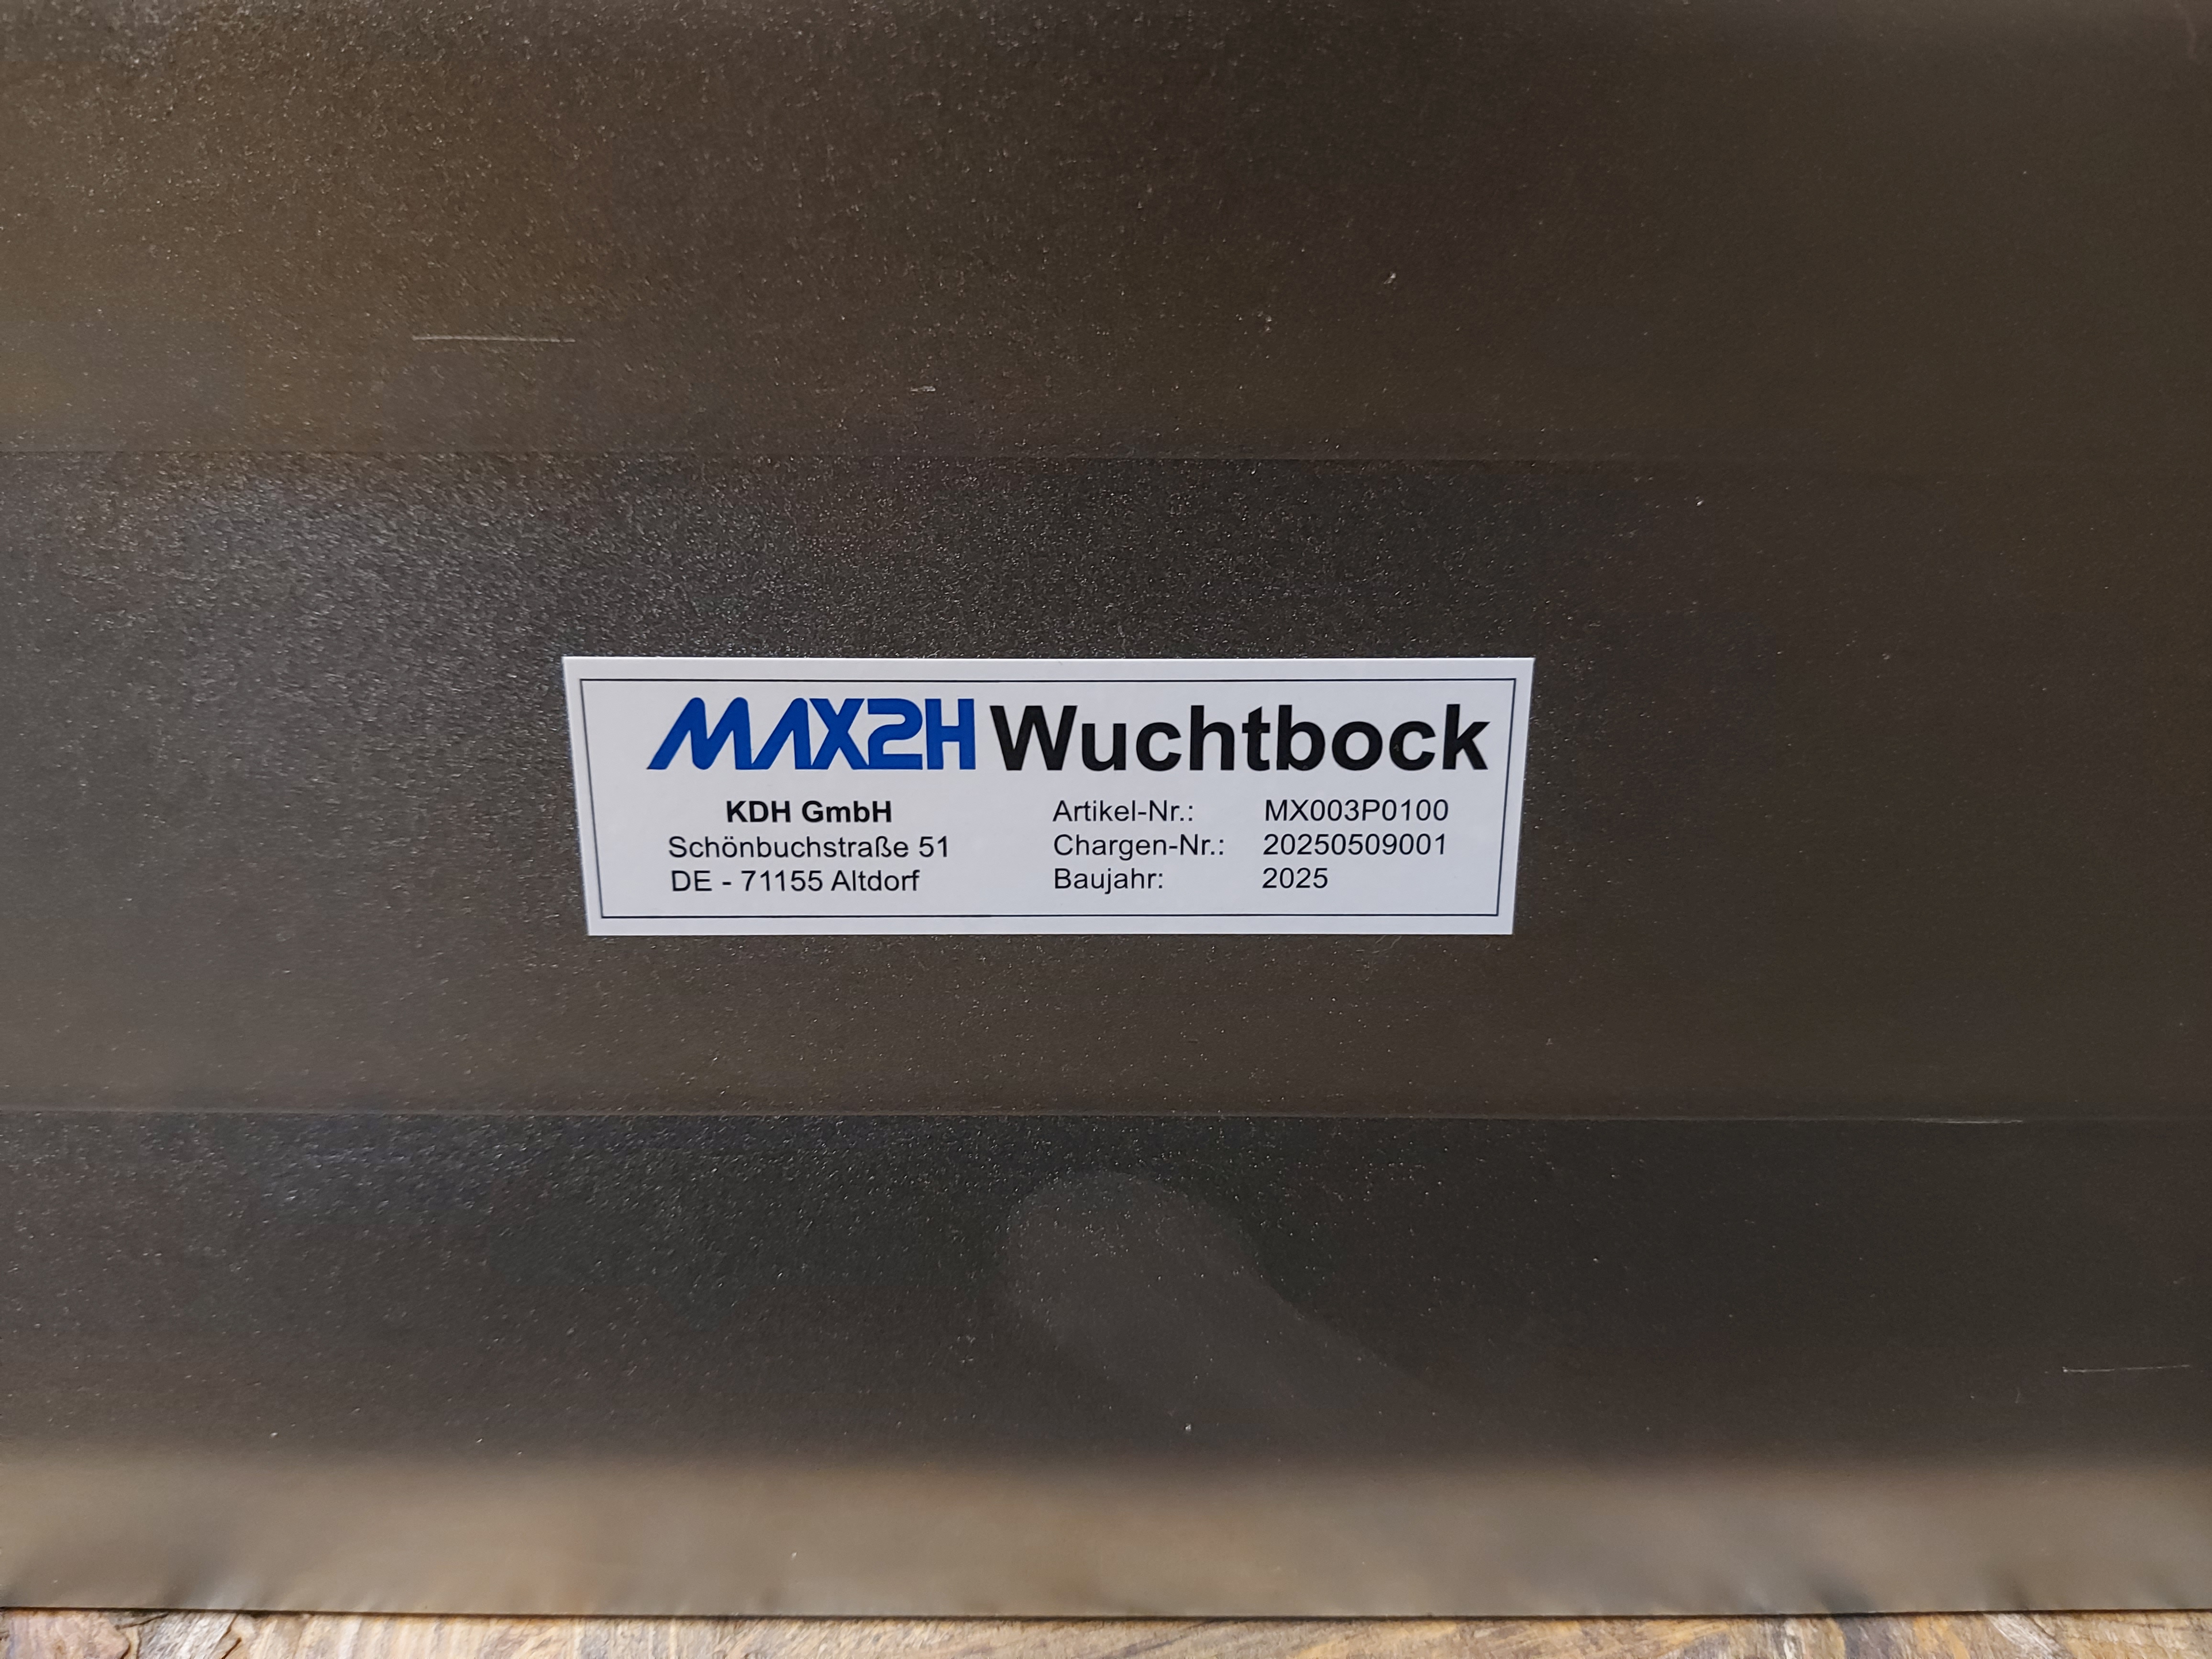 MAX2H Wuchtbock
KDH GmbH
Schönbuchstraße 51
DE - 71155 Altdorf
Artikel-Nr.: MX003P0100
Chargen-Nr.: 20250509001
Baujahr: 2025